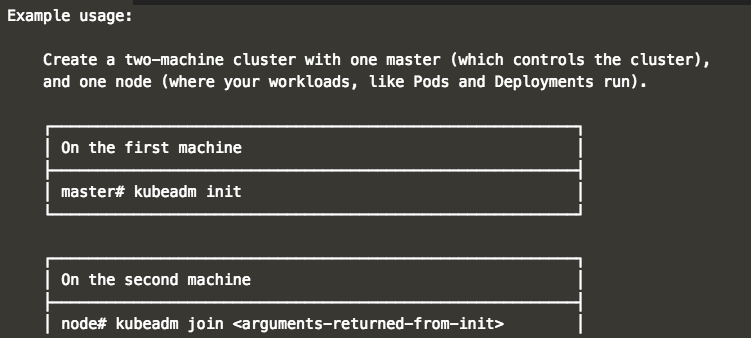 Example usage:
Create a two-machine cluster with one master (which controls the cluster),
and one node (where your workloads, like Pods and Deployments run).
On the first machine
master# kubeadm init
On the second machine
node# kubeadm join <arguments-returned-from-init>